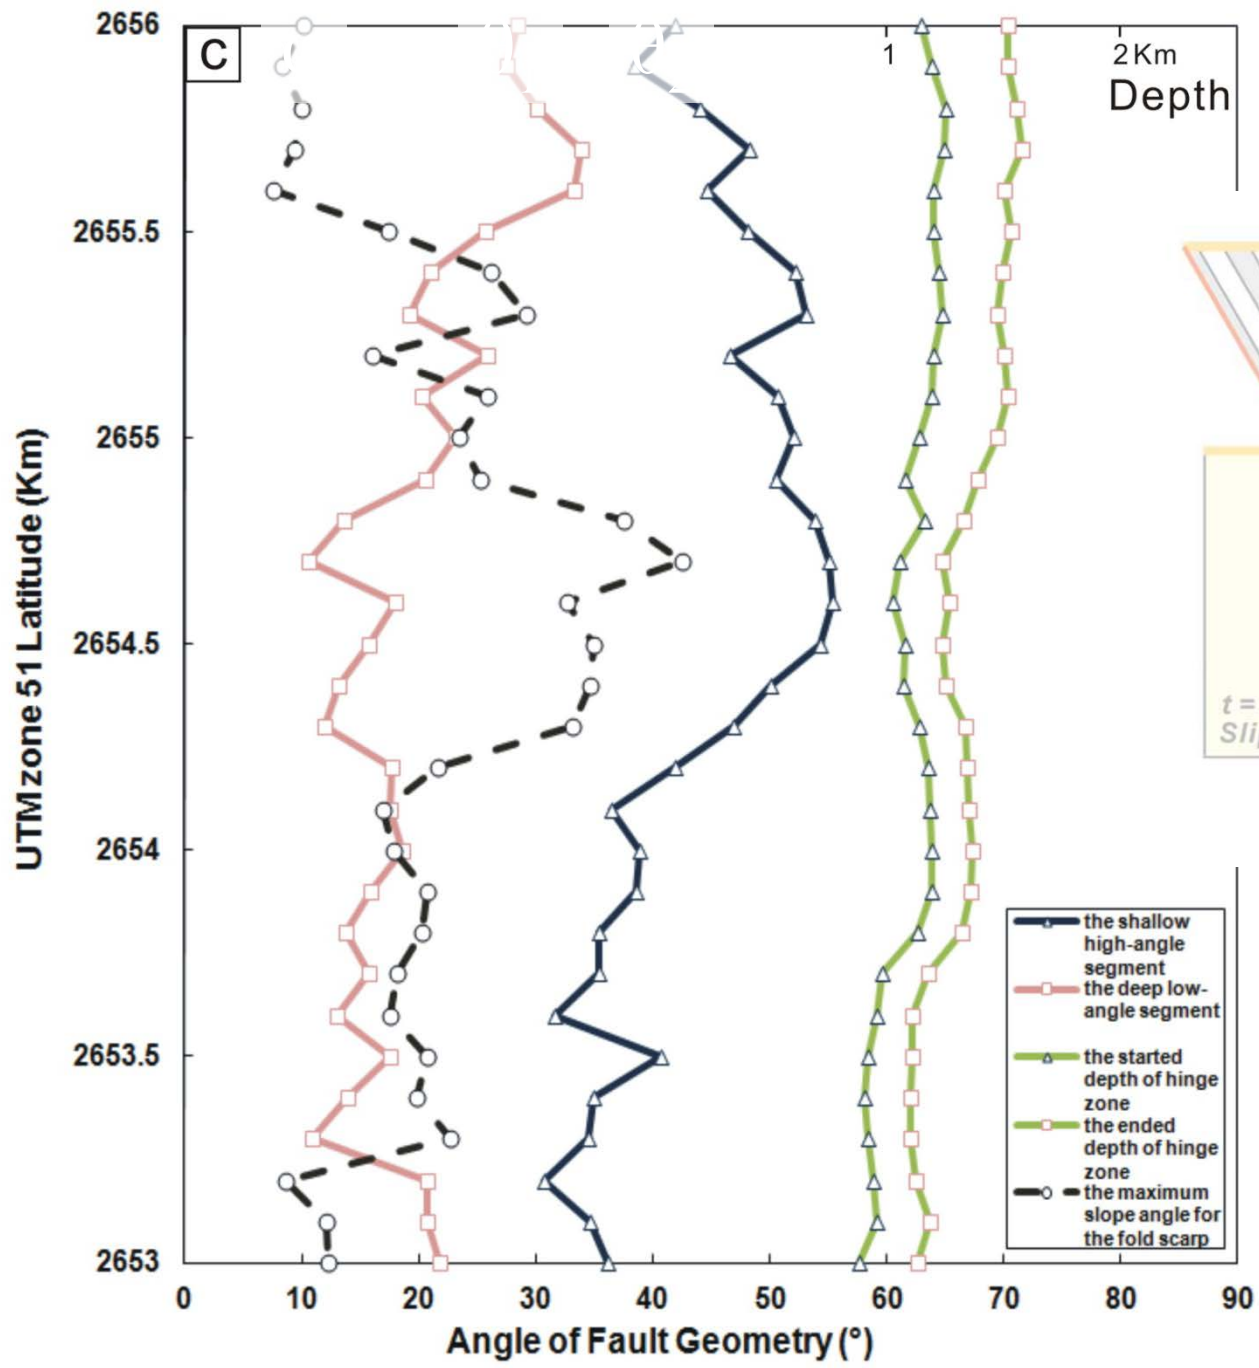 2656
C
1
2 Km
Depth
2655.5
2655
2654.5
2654
2653.5
2653
UTM zone 51 Latitude (Km)
t =
the shallow
high-angle
segment
the deep low-
angle segment
the started
depth of hinge
zone
the ended
depth of hinge
zone
the maximum
slope angle for
the fold scarp
0 10 20 30 40 50 60 70 80 90
Angle of Fault Geometry (°)